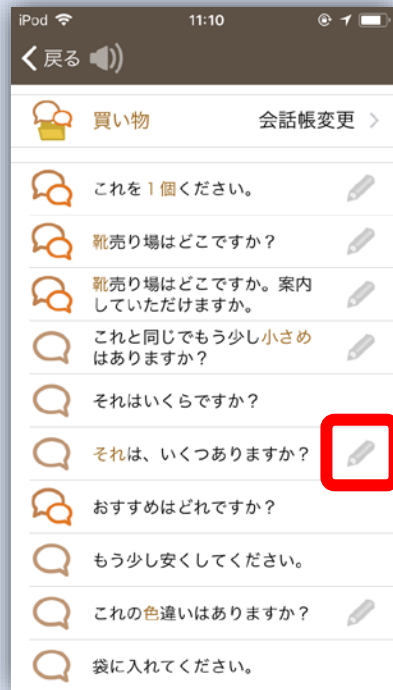 iPod 11:10
戻る
買い物 会話帳変更
これを1個ください。
靴売り場はどこですか？
靴売り場はどこですか。案内
していただけますか。
これと同じでもう少し小さめ
はありますか？
それはいくらですか？
それは、いくつありますか？
おすすめはどれですか？
もう少し安くしてください。
これの色違いはありますか？
袋に入れてください。